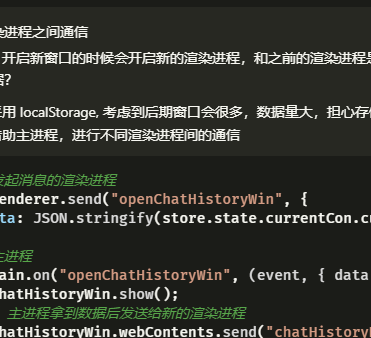 染进程之间通信
开启新窗口的时候会开启新的渲染进程，和之前的渲染进程是
据？
用 localStorage, 考虑到后期窗口会很多，数据量大，担心存
借助主进程，进行不同渲染进程间的通信
发起消息的渲染进程
enderer.send("openChatHistoryWin", {
ta: JSON.stringify(store.state.currentCon.cu
主进程
ain.on("openChatHistoryWin", (event, { data
hatHistoryWin.show();
主进程拿到数据后发送给新的渲染进程
hatHistoryWin.webContents.send("chatHistory